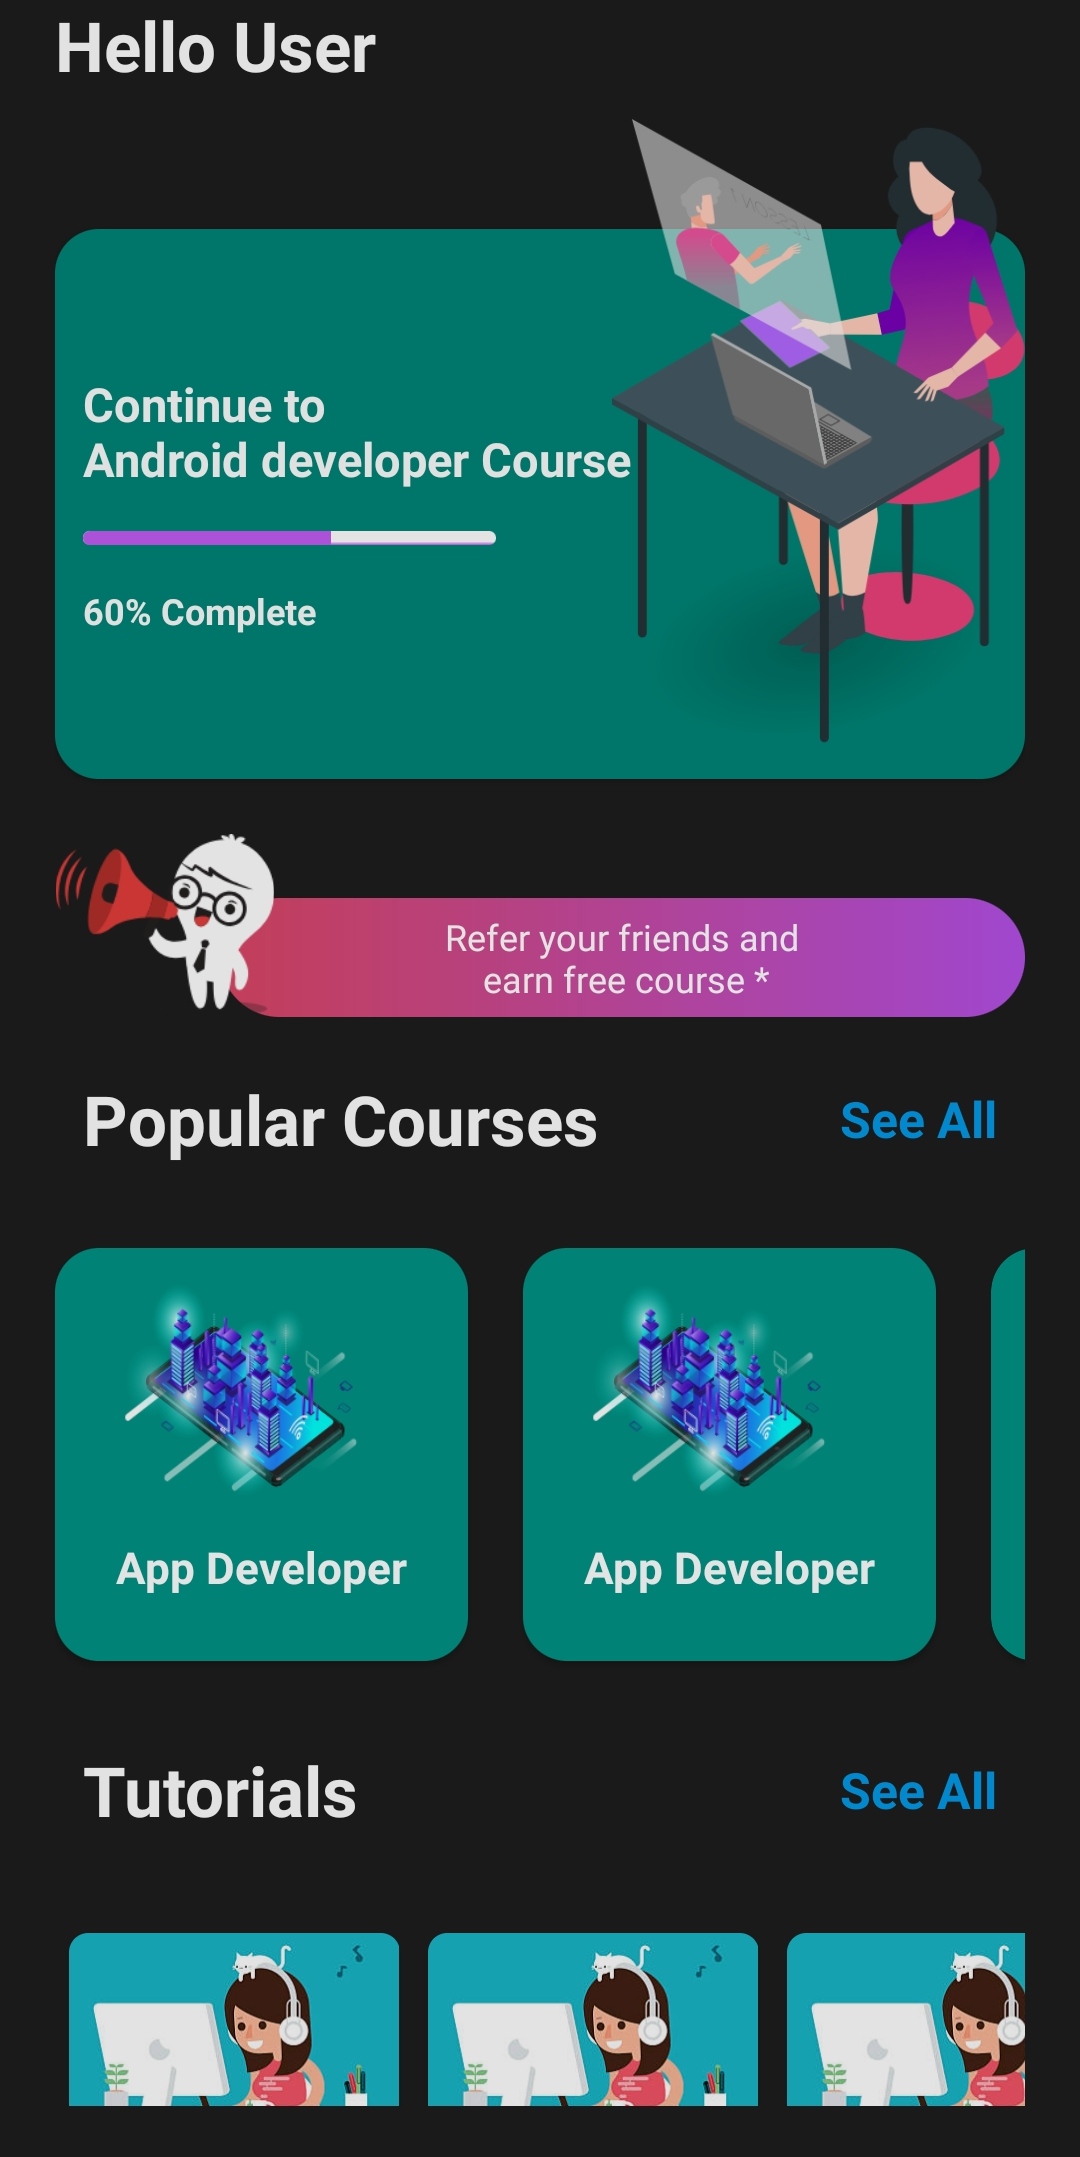 Hello User
Continue to
Android developer Course
60% Complete
Refer your friends and
earn free course *
Popular Courses
See All
App Developer
App Developer
Tutorials
See All